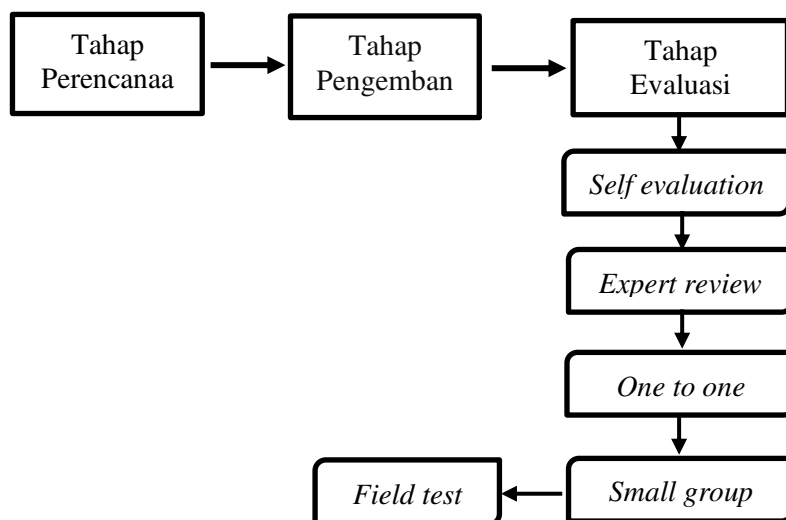 Tahap
Perencanaa
Tahap
Pengemban
Tahap
Evaluasi
Self evaluation
Expert review
One to one
Small group
Field test